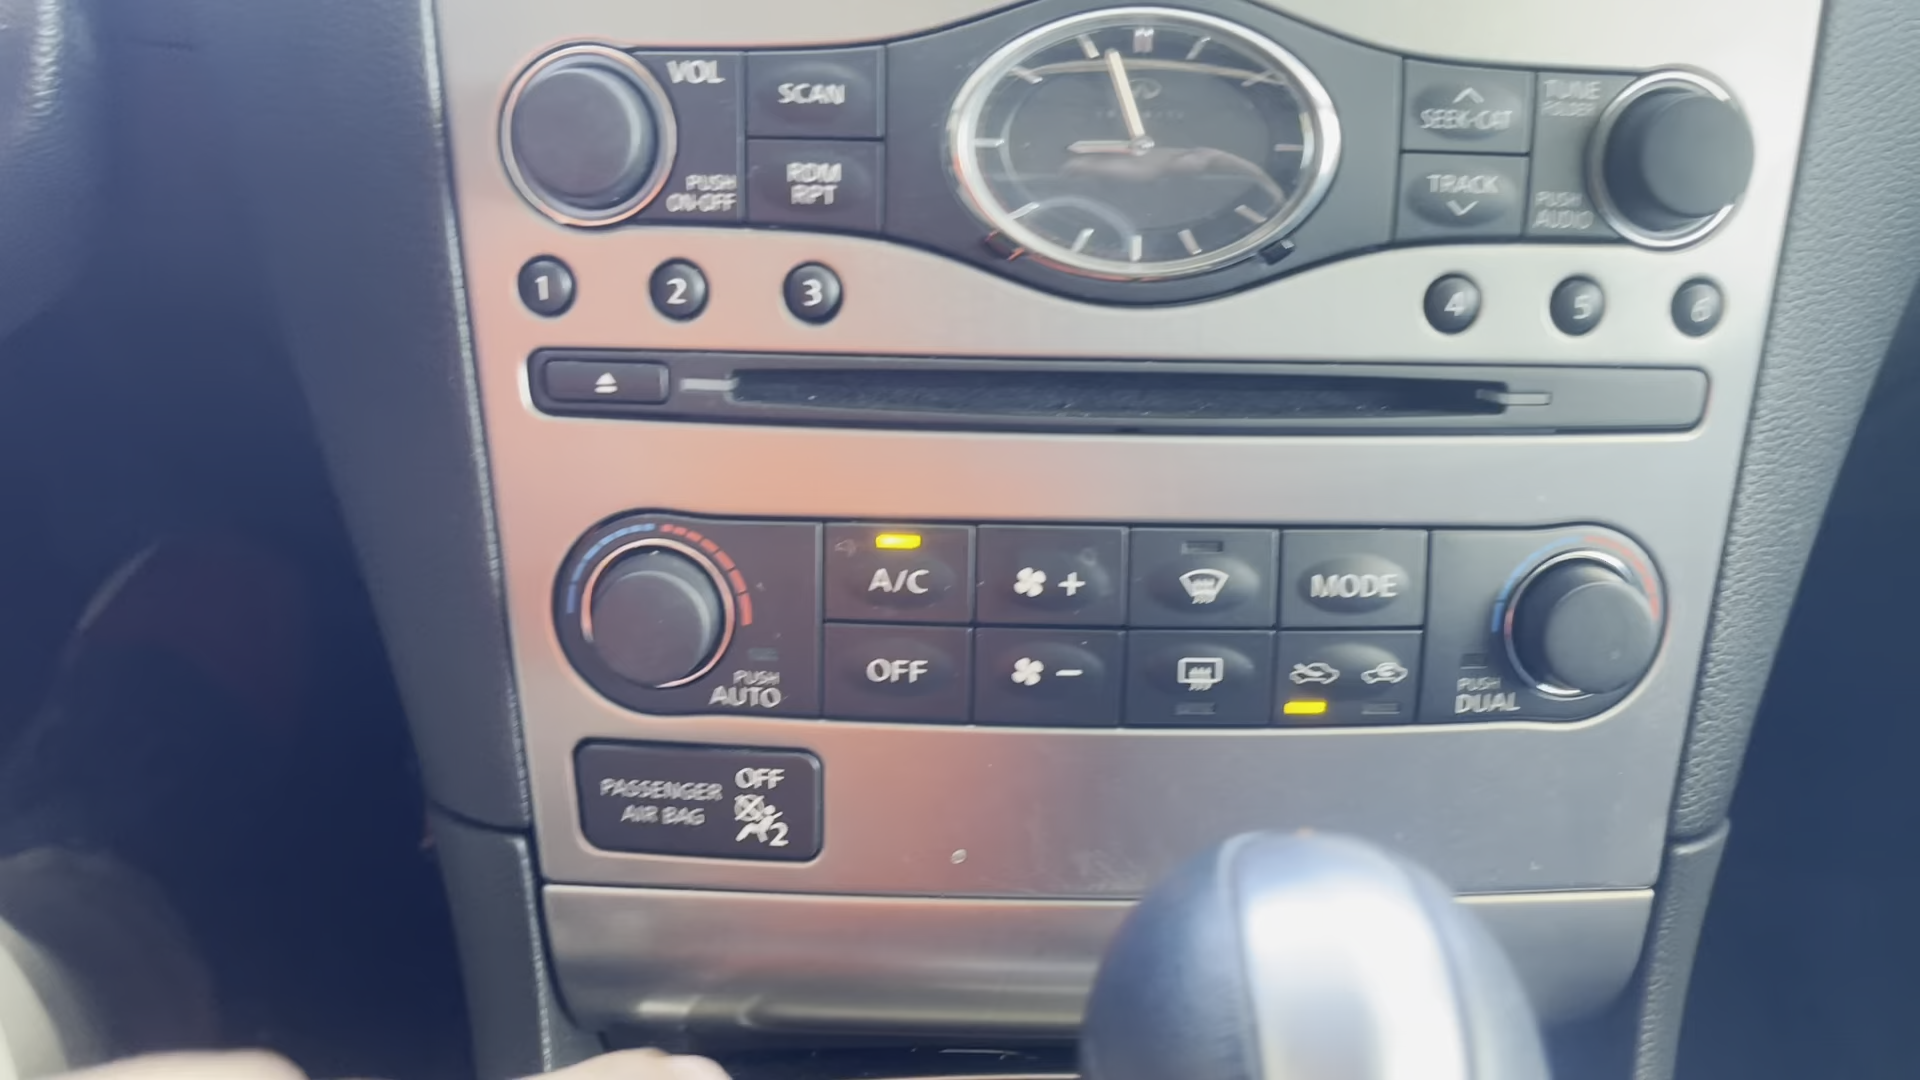 VOL
SCAN
SEEK·CAT
TUNE
FOLDER
RDM
RPT
PUSH
ON·OFF
TRACK
PUSH
AUDIO
1
2
3
4
5
6
A/C
+
MODE
OFF
−
PUSH
AUTO
PUSH
DUAL
PASSENGER
AIR BAG
OFF
2